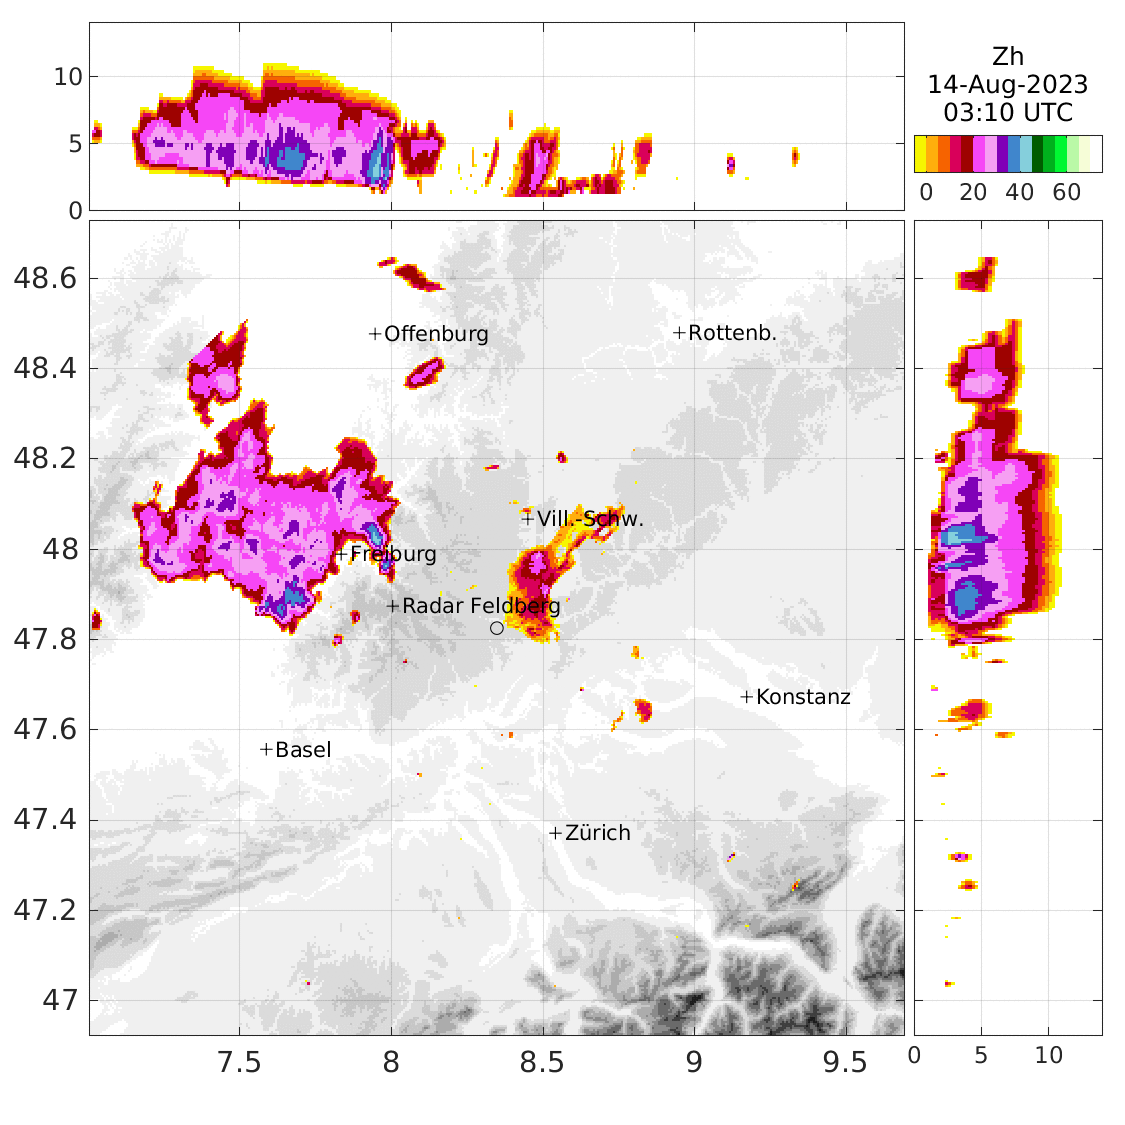 Zh
14-Aug-2023
03:10 UTC
0 20 40 60
10
5
0
48.6
48.4
48.2
48
47.8
47.6
47.4
47.2
47
Offenburg
Rottenb.
Vill.-Schw.
Freiburg
Radar Feldberg
Konstanz
Basel
Zürich
7.5 8 8.5 9 9.5
0 5 10